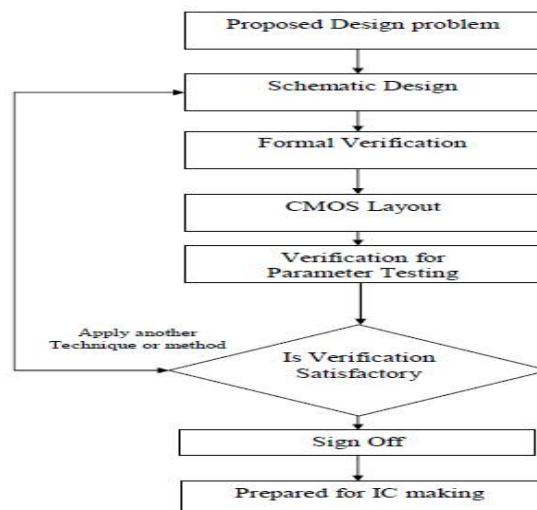 Proposed Design problem
Schematic Design
Formal Verification
CMOS Layout
Verification for
Parameter Testing
Apply another
Technique or method
Is Verification
Satisfactory
Sign Off
Prepared for IC making